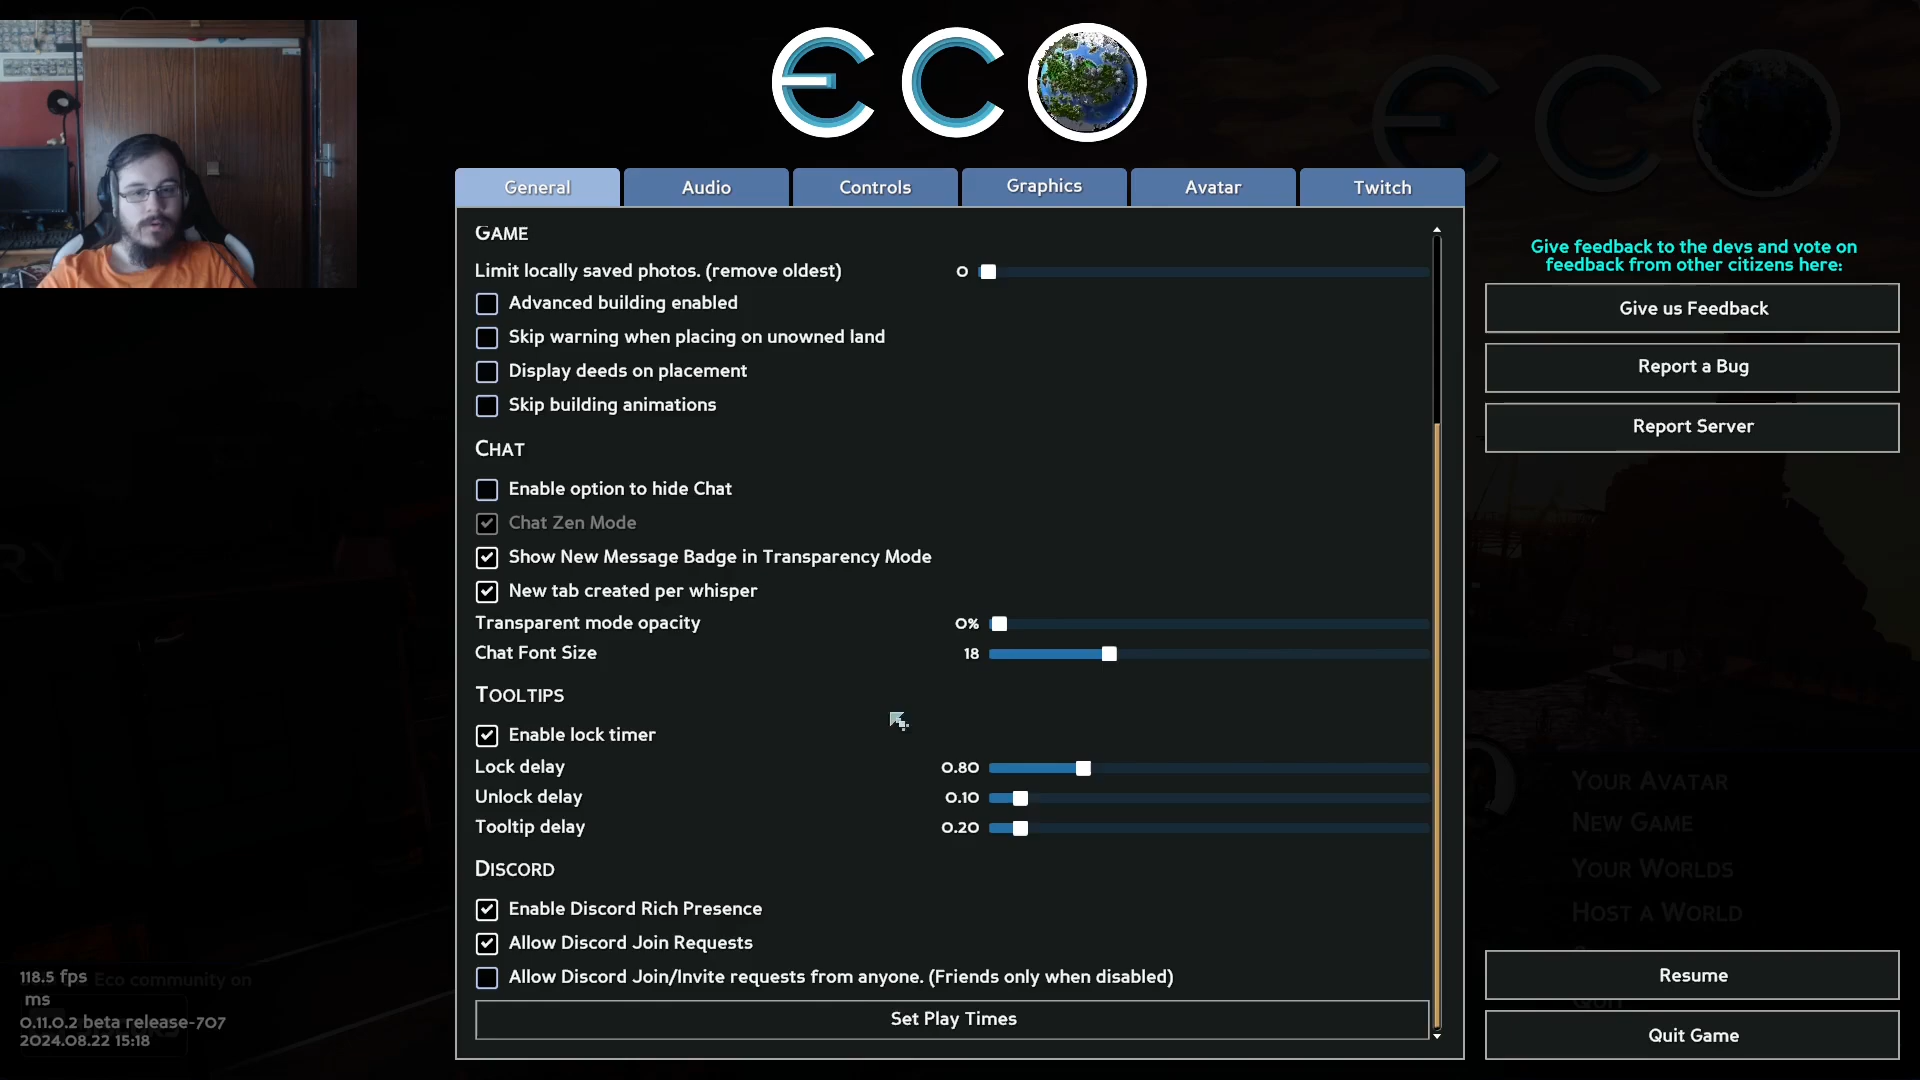 ECO
General
Audio
Controls
Graphics
Avatar
Twitch
GAME
Limit locally saved photos. (remove oldest)
0
Advanced building enabled
Skip warning when placing on unowned land
Display deeds on placement
Skip building animations
CHAT
Enable option to hide Chat
Chat Zen Mode
Show New Message Badge in Transparency Mode
New tab created per whisper
Transparent mode opacity
0%
Chat Font Size
18
TOOLTIPS
Enable lock timer
Lock delay
0.80
Unlock delay
0.10
Tooltip delay
0.20
DISCORD
Enable Discord Rich Presence
Allow Discord Join Requests
Allow Discord Join/Invite requests from anyone. (Friends only when disabled)
Set Play Times
Give feedback to the devs and vote on
feedback from other citizens here:
Give us Feedback
Report a Bug
Report Server
YOUR AVATAR
NEW GAME
YOUR WORLDS
HOST A WORLD
Resume
Quit Game
118.5 fps
Eco community on
ms
0.11.0.2 beta release-707
2024.08.22 15:18